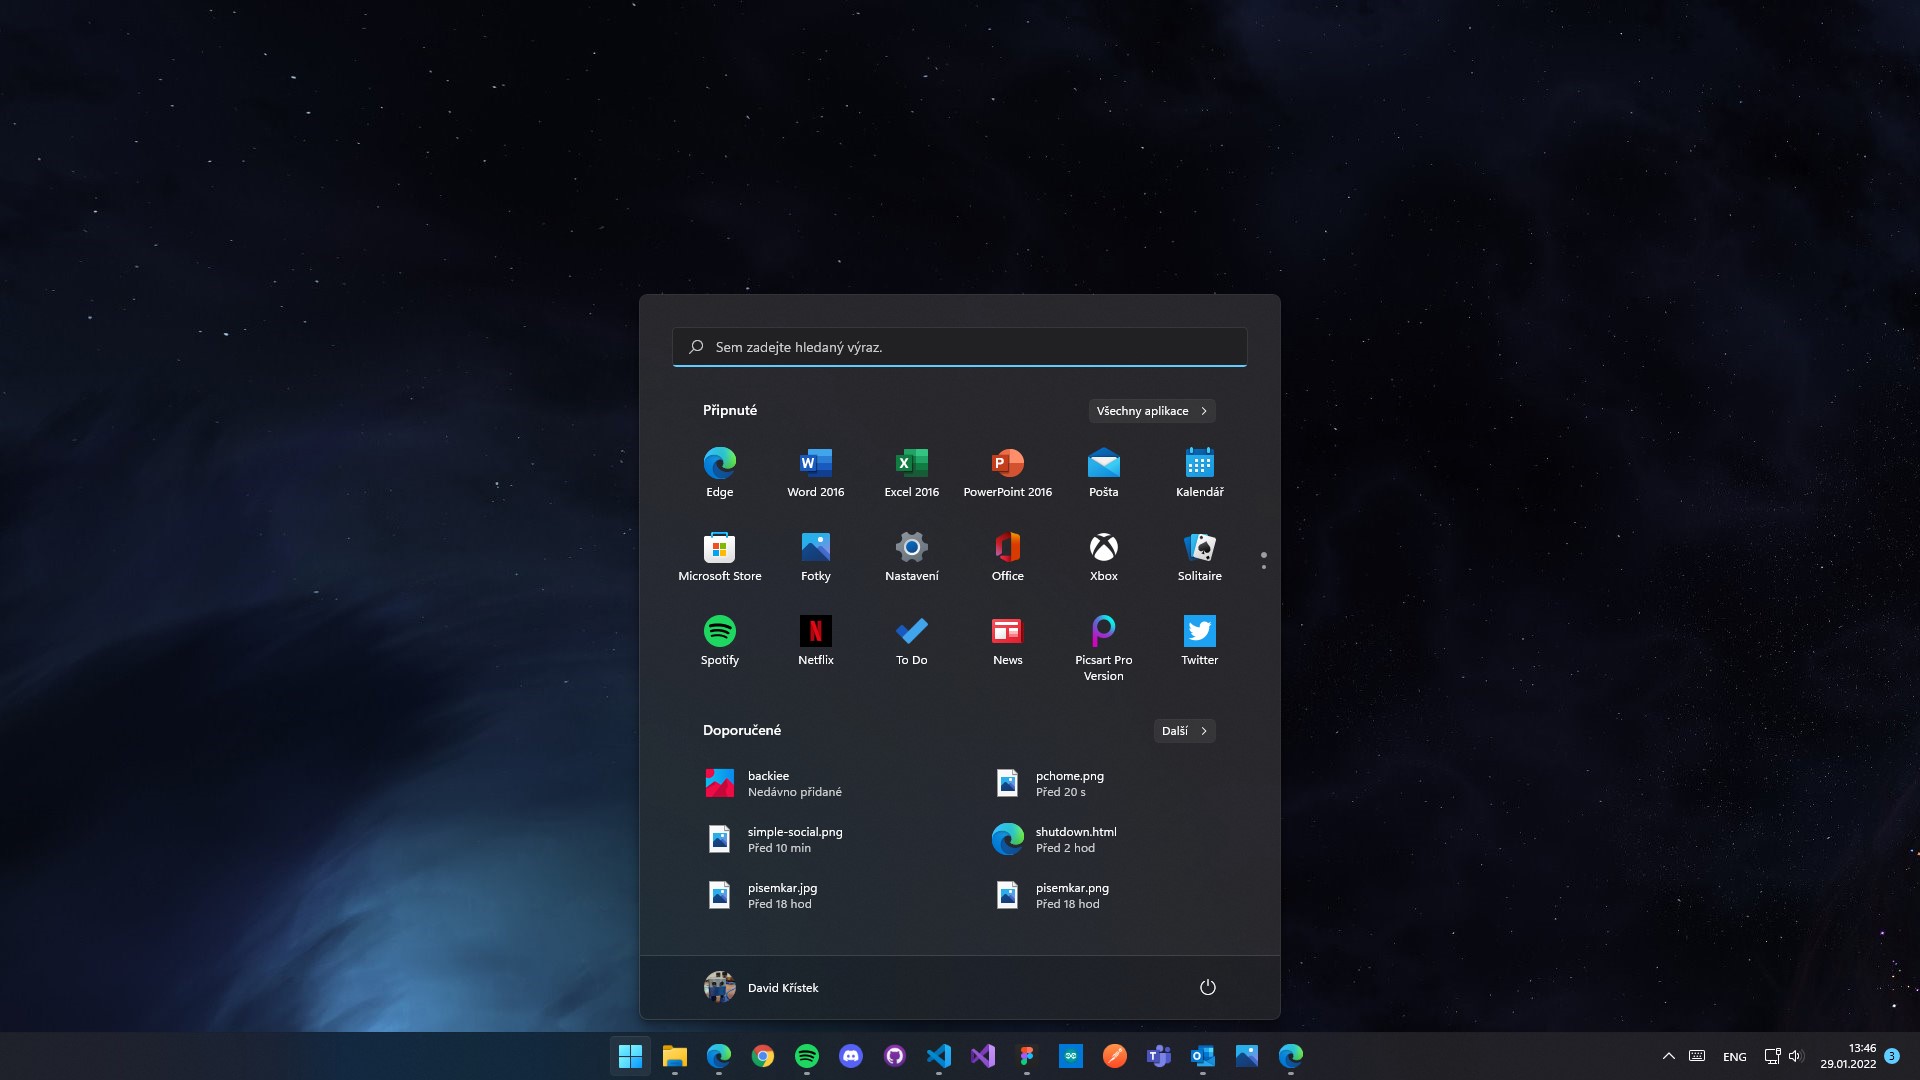 Sem zadejte hledaný výraz.
Připnuté
Všechny aplikace
Edge
Word 2016
Excel 2016
PowerPoint 2016
Pošta
Kalendář
Microsoft Store
Fotky
Nastavení
Office
Xbox
Solitaire
Spotify
Netflix
To Do
News
Picsart Pro
Version
Twitter
Doporučené
Další
backiee
Nedávno přidané
pchome.png
Před 20 s
simple-social.png
Před 10 min
shutdown.html
Před 2 hod
pisemkar.jpg
Před 18 hod
pisemkar.png
Před 18 hod
David Křístek
ENG
13:46
29.01.2022
3